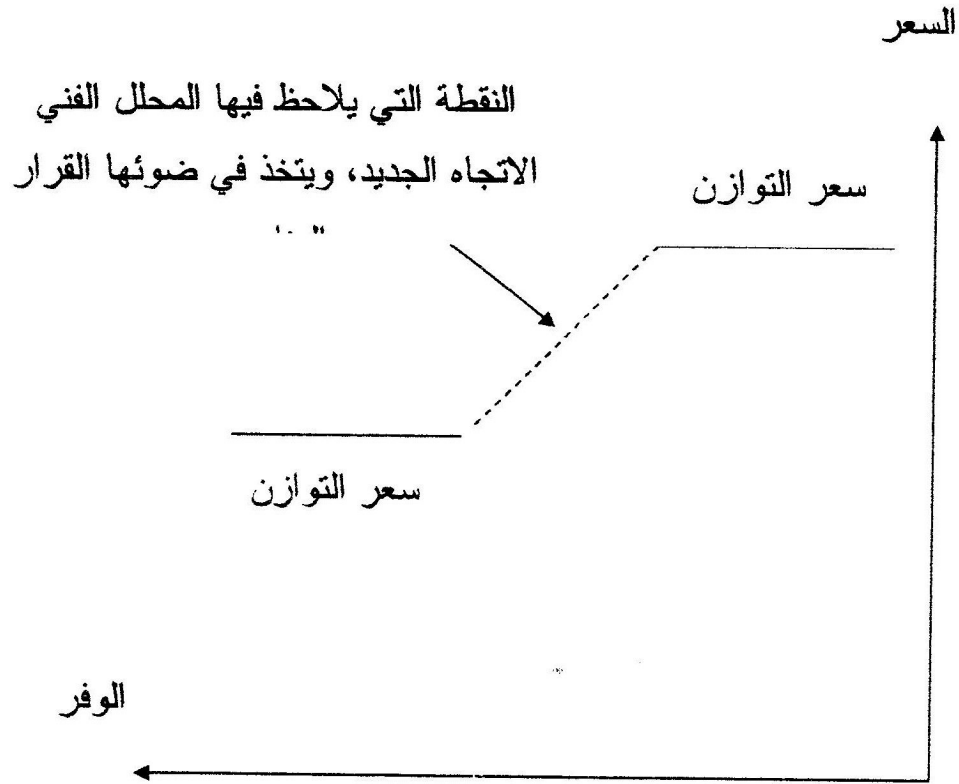 السعر
النقطة التي يلاحظ فيها المحلل الفني
الاتجاه الجديد، ويتخذ في ضوئها القرار
سعر التوازن
سعر التوازن
الوفر